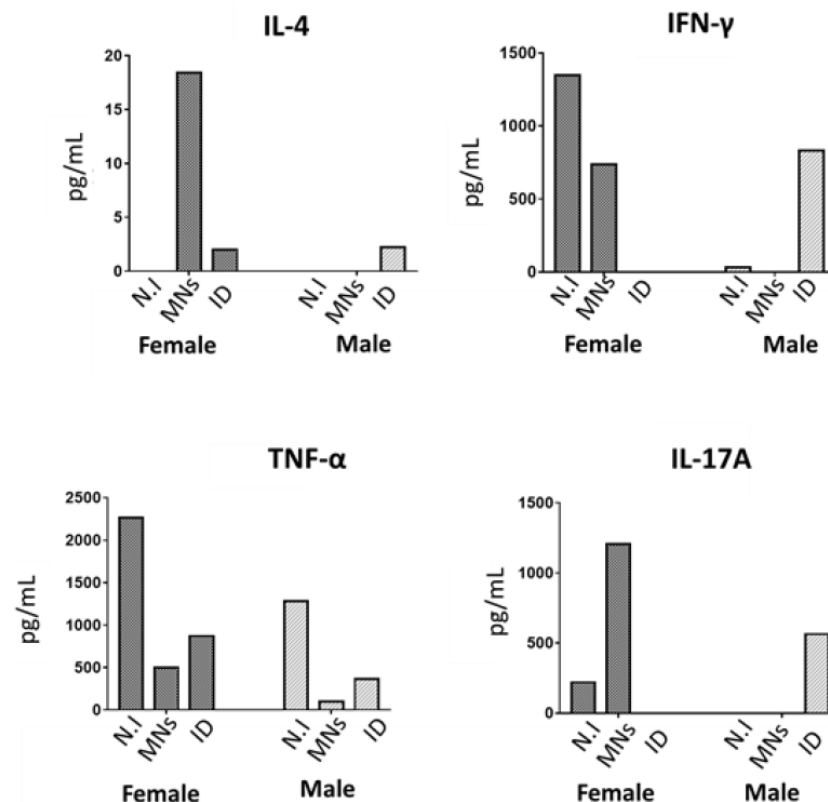 IL-4
pg/mL
20
15
10
5
0
N.I MNs ID N.I MNs ID
Female Male
IFN-γ
pg/mL
1500
1000
500
0
N.I MNs ID N.I MNs ID
Female Male
TNF-α
pg/mL
2500
2000
1500
1000
500
0
N.I MNs ID N.I MNs ID
Female Male
IL-17A
pg/mL
1500
1000
500
0
N.I MNs ID N.I MNs ID
Female Male